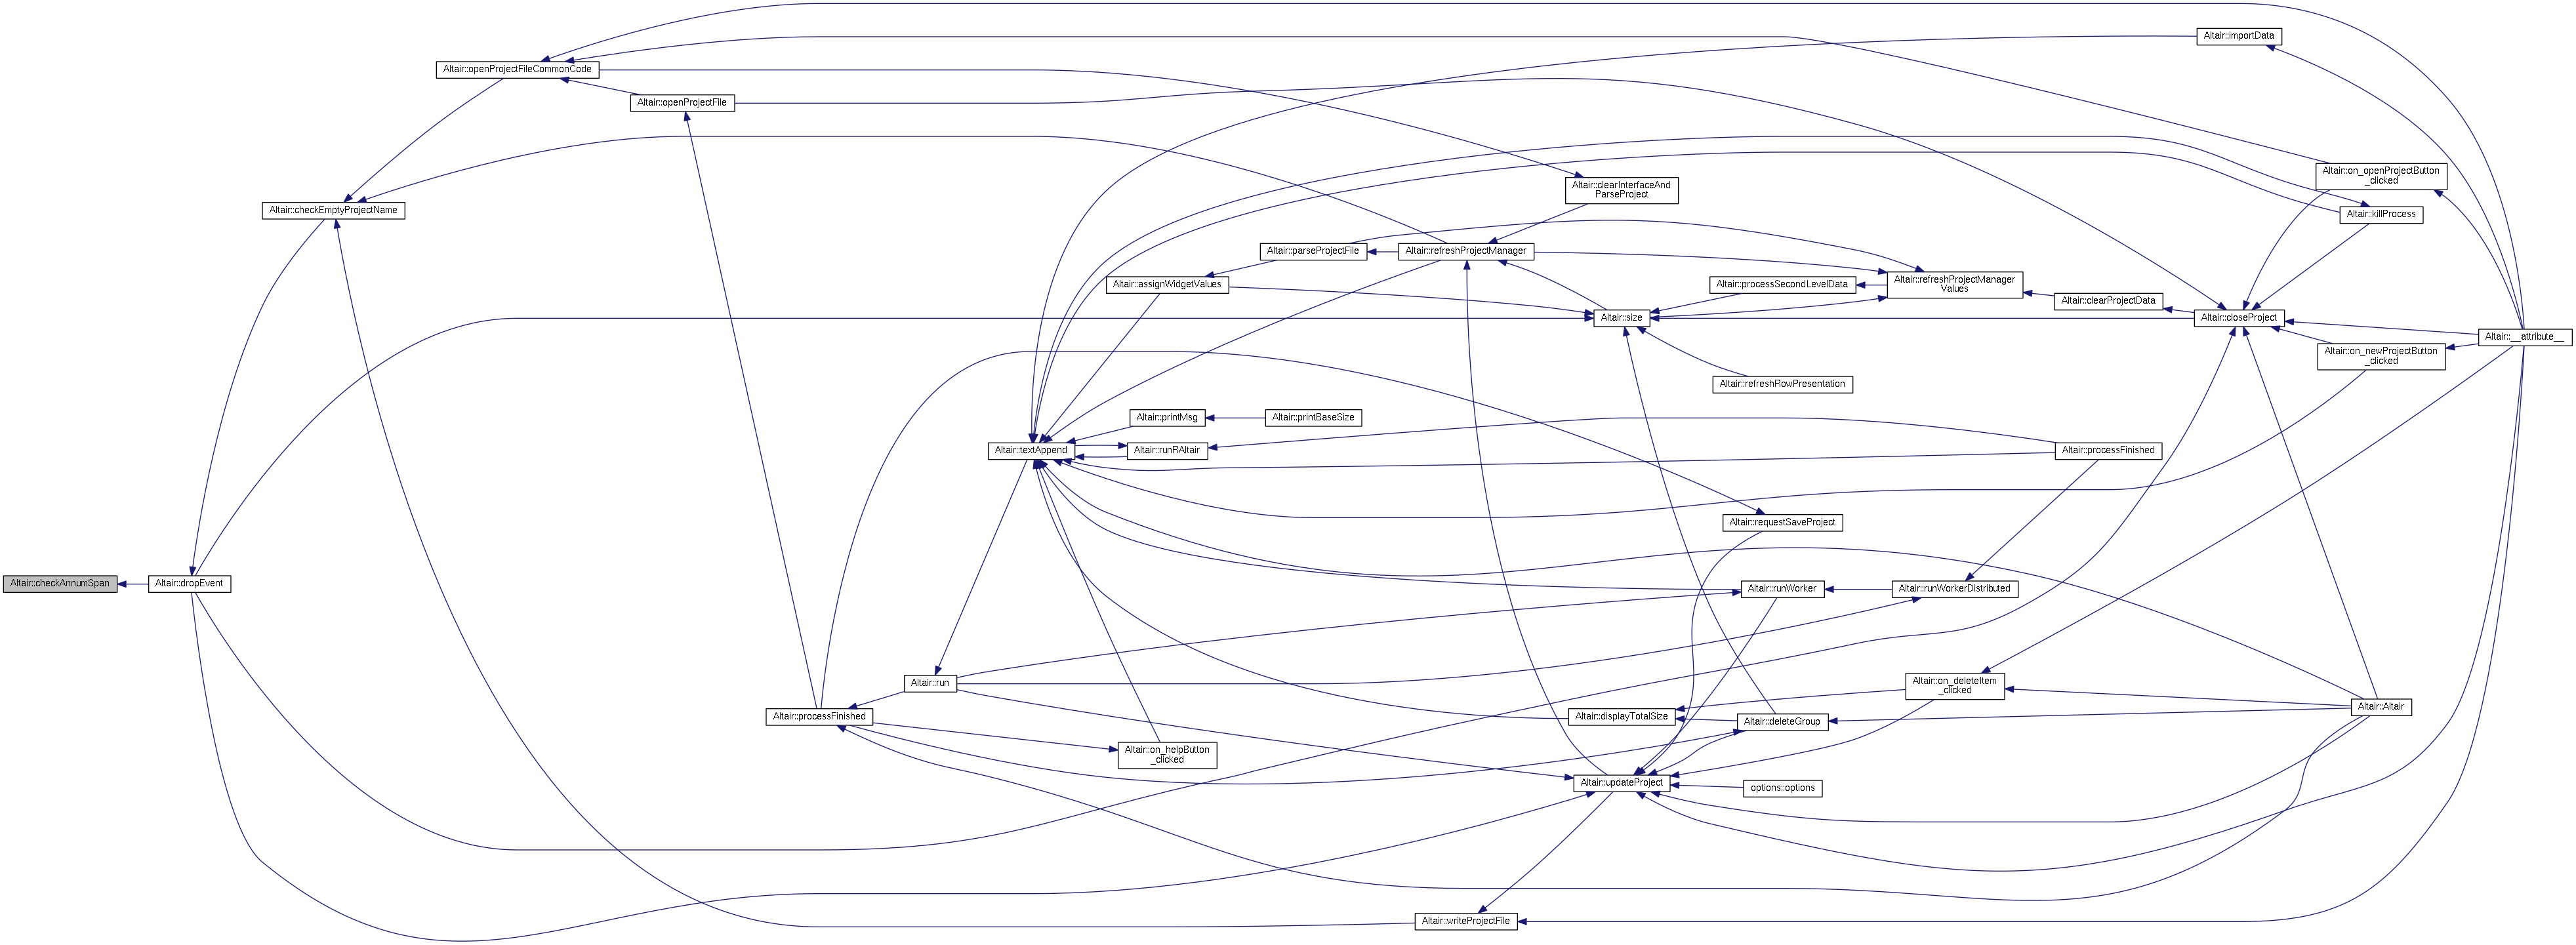 Altair::importData
Altair::openProjectFileCommonCode
Altair::openProjectFile
Altair::on_openProjectButton
_clicked
Altair::clearInterfaceAnd
ParseProject
Altair::checkEmptyProjectName
Altair::killProcess
Altair::parseProjectFile
Altair::refreshProjectManager
Altair::assignWidgetValues
Altair::processSecondLevelData
Altair::refreshProjectManager
Values
Altair::clearProjectData
Altair::size
Altair::closeProject
Altair::__attribute__
Altair::on_newProjectButton
_clicked
Altair::refreshRowPresentation
Altair::printMsg
Altair::printBaseSize
Altair::textAppend
Altair::runRAltair
Altair::processFinished
Altair::requestSaveProject
Altair::checkAnnumSpan
Altair::dropEvent
Altair::runWorker
Altair::runWorkerDistributed
Altair::run
Altair::on_deleteItem
_clicked
Altair::processFinished
Altair::displayTotalSize
Altair::deleteGroup
Altair::Altair
Altair::on_helpButton
_clicked
Altair::updateProject
options::options
Altair::writeProjectFile